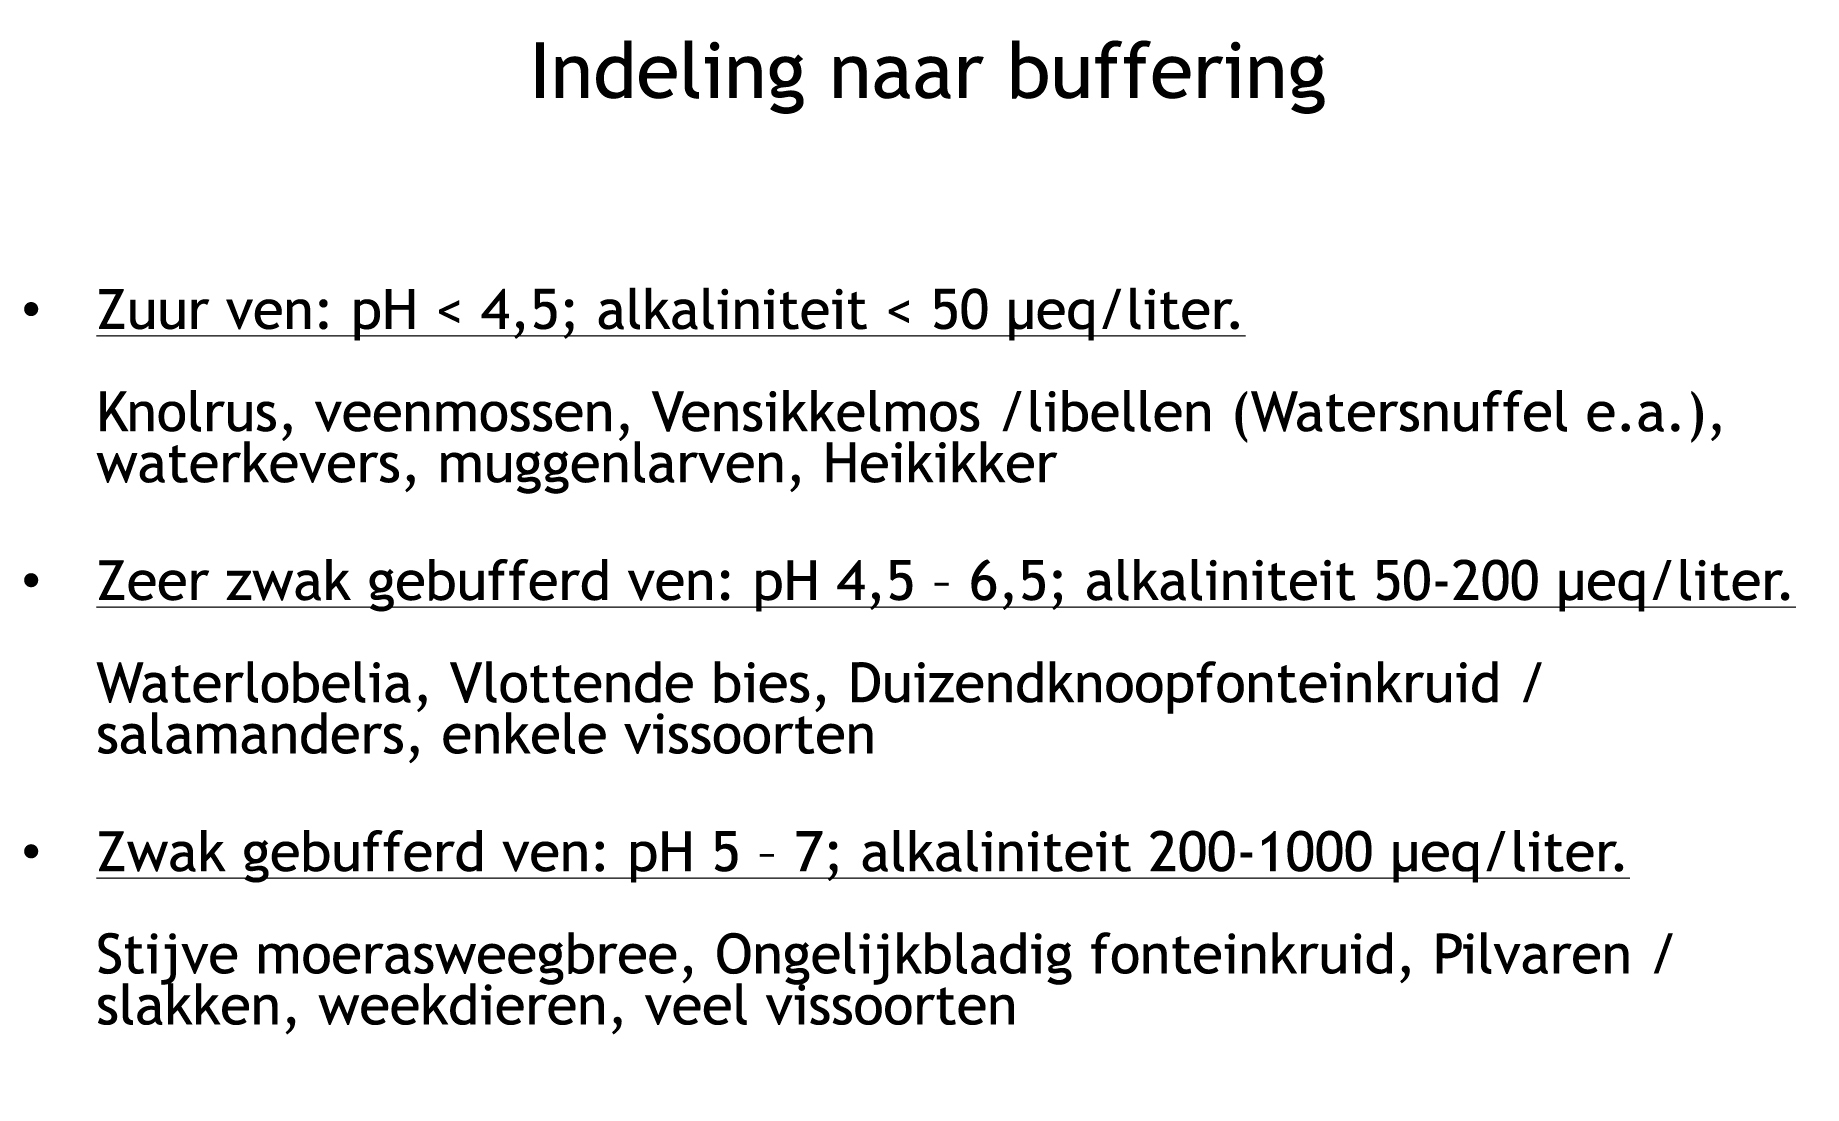 Indeling naar buffering
• Zuur ven: pH < 4,5; alkaliniteit < 50 µeq/liter.
Knolrus, veenmossen, Vensikkelmos /libellen (Watersnuffel e.a.),
waterkevers, muggenlarven, Heikikker
• Zeer zwak gebufferd ven: pH 4,5 – 6,5; alkaliniteit 50-200 µeq/liter.
Waterlobelia, Vlottende bies, Duizendknoopfonteinkruid /
salamanders, enkele vissoorten
• Zwak gebufferd ven: pH 5 – 7; alkaliniteit 200-1000 µeq/liter.
Stijve moerasweegbree, Ongelijkbladig fonteinkruid, Pilvaren /
slakken, weekdieren, veel vissoorten